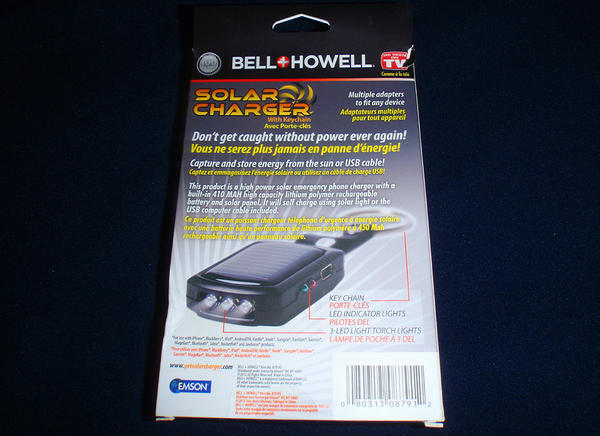 BELL+HOWELL
AS SEEN ON
TV
Comme à la télé
SOLAR
CHARGER
With Keychain
Avec Porte-clés
Multiple adapters
to fit any device
Adaptateurs multiples
pour tout appareil
Don't get caught without power ever again!
Vous ne serez plus jamais en panne d'énergie!
Capture and store energy from the sun or USB cable!
Captez et emmagasinez l'énergie solaire ou utilisez un câble de charge USB!
This product is a high power solar emergency phone charger with a
built-in 410 MAH high capacity lithium polymer rechargeable
battery and solar panel. It will self charge using solar light or the
USB computer cable included.
Ce produit est un puissant chargeur téléphone d'urgence à énergie solaire
avec une batterie haute performance de lithium polymère a 450 Mah
rechargeable ainsi qu'un panneau solaire.
KEY CHAIN
PORTE-CLÉS
LED INDICATOR LIGHTS
PILOTES DEL
3-LED LIGHT TORCH LIGHTS
LAMPE DE POCHE A 3 DEL
www.getsolarcharger.com
EMSON
0 80313 08791 2